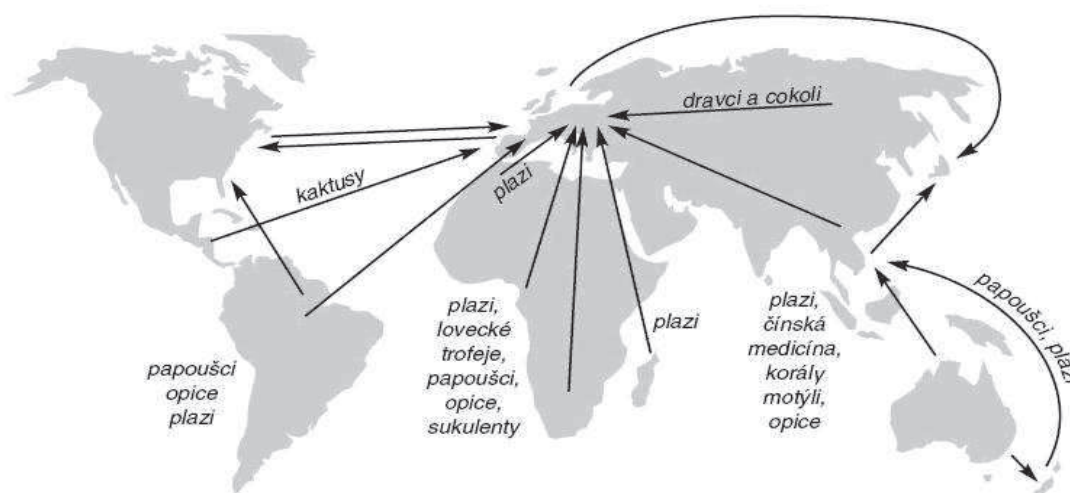 dravci a cokoli
kaktusy
plazi
papoušci
opice
plazi
plazi,
lovecké
trofeje,
papoušci,
opice,
sukulenty
plazi
plazi,
čínská
medicína,
korály
motýli,
opice
papoušci, plazi